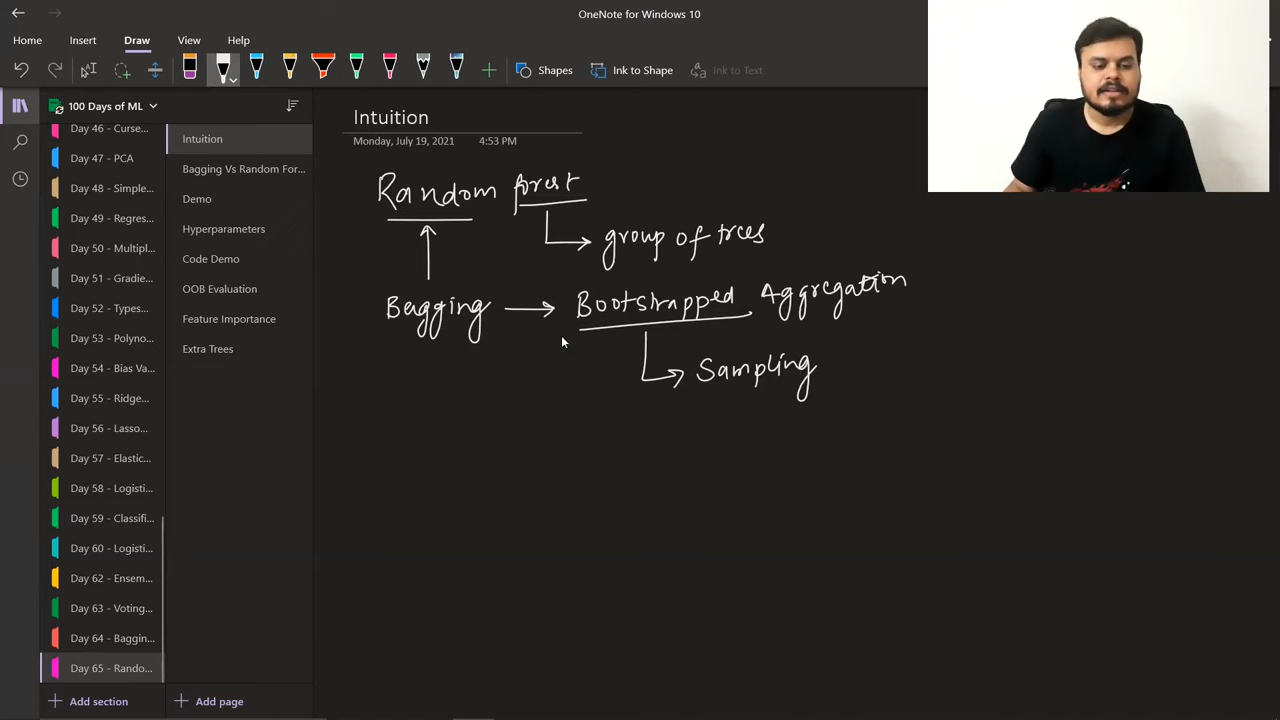 OneNote for Windows 10
Home Insert Draw View Help
Shapes Ink to Shape Ink to Text
100 Days of ML
Day 46 - Curse...
Day 47 - PCA
Day 48 - Simple...
Day 49 - Regres...
Day 50 - Multipl...
Day 51 - Gradie...
Day 52 - Types...
Day 53 - Polyno...
Day 54 - Bias Va...
Day 55 - Ridge...
Day 56 - Lasso...
Day 57 - Elastic...
Day 58 - Logisti...
Day 59 - Classifi...
Day 60 - Logisti...
Day 62 - Ensem...
Day 63 - Voting...
Day 64 - Baggin...
Day 65 - Rando...
Add section
Intuition
Bagging Vs Random For...
Demo
Hyperparameters
Code Demo
OOB Evaluation
Feature Importance
Extra Trees
Add page
Intuition
Monday, July 19, 2021 4:53 PM
Random forest
group of trees
Bagging Bootstrapped Aggregation
Sampling